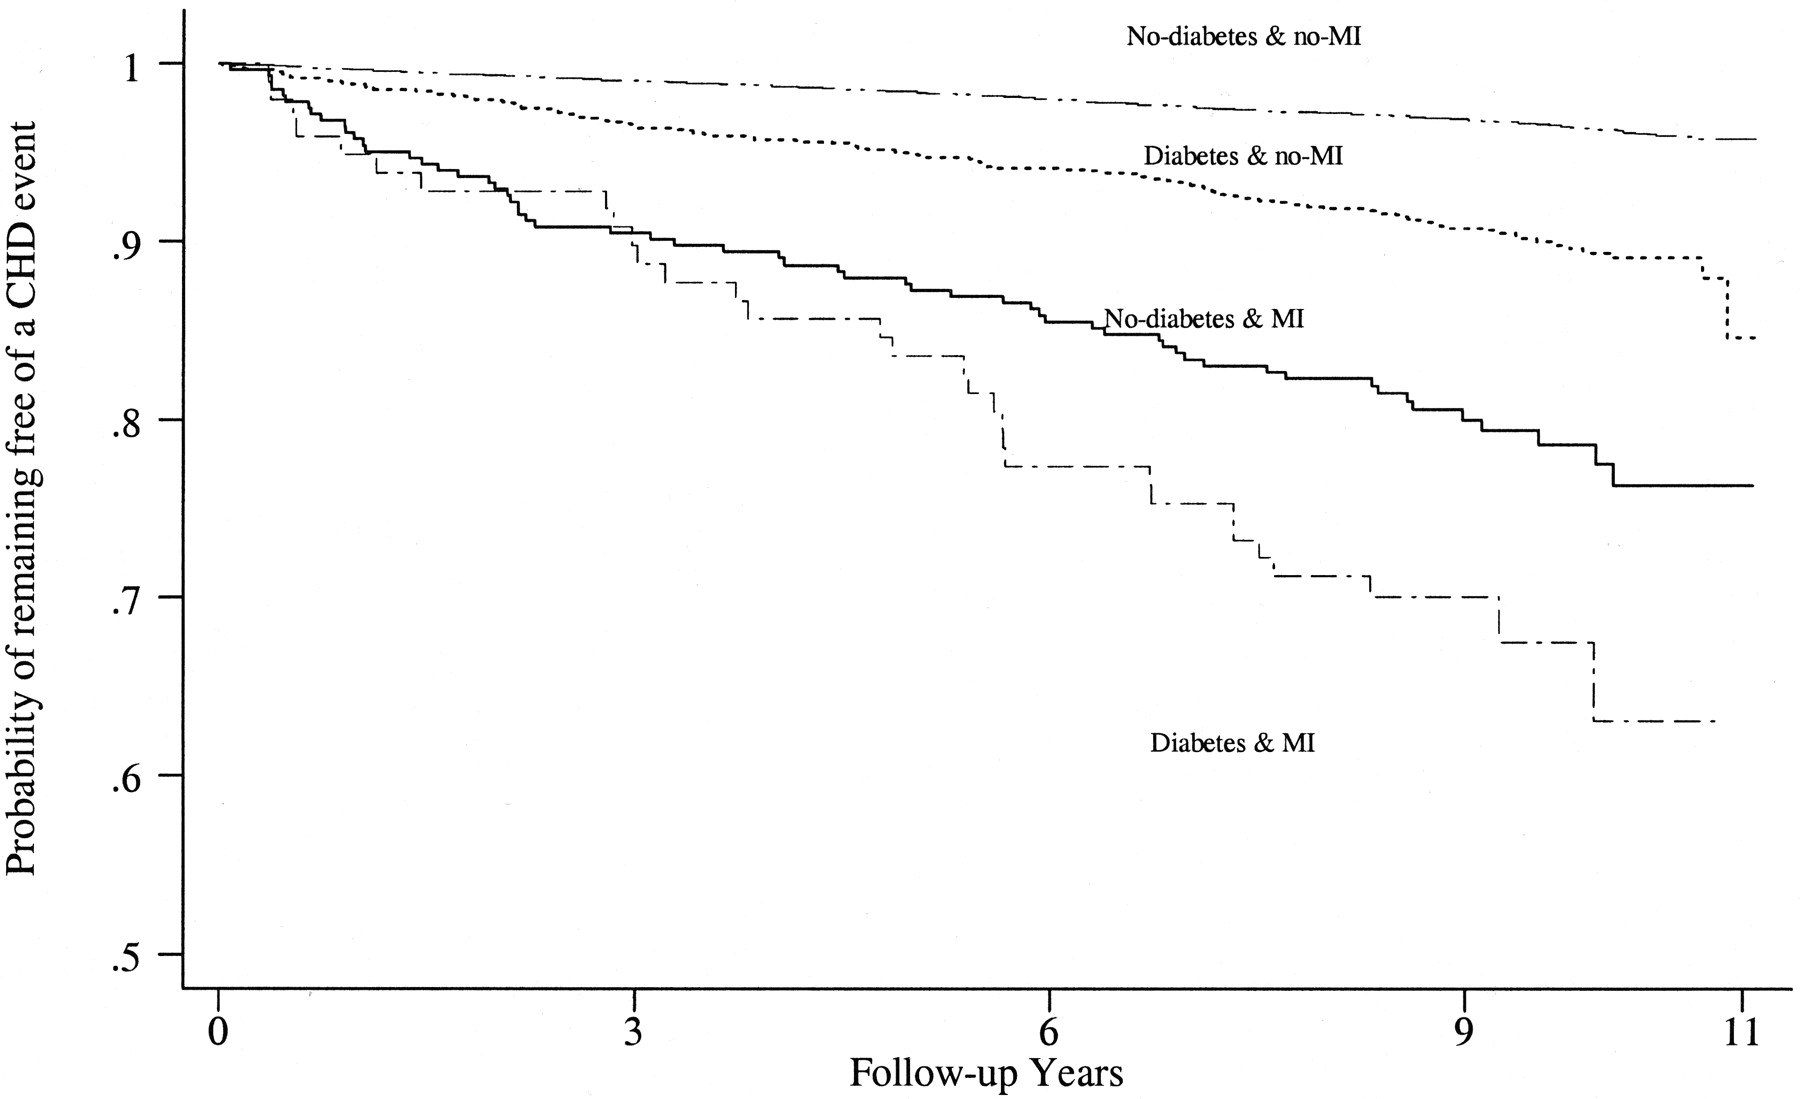 No-diabetes & no-MI
1
Diabetes & no-MI
.9
No-diabetes & MI
.8
.7
Diabetes & MI
.6
.5
Probability of remaining free of a CHD event
0 3 6 9 11
Follow-up Years